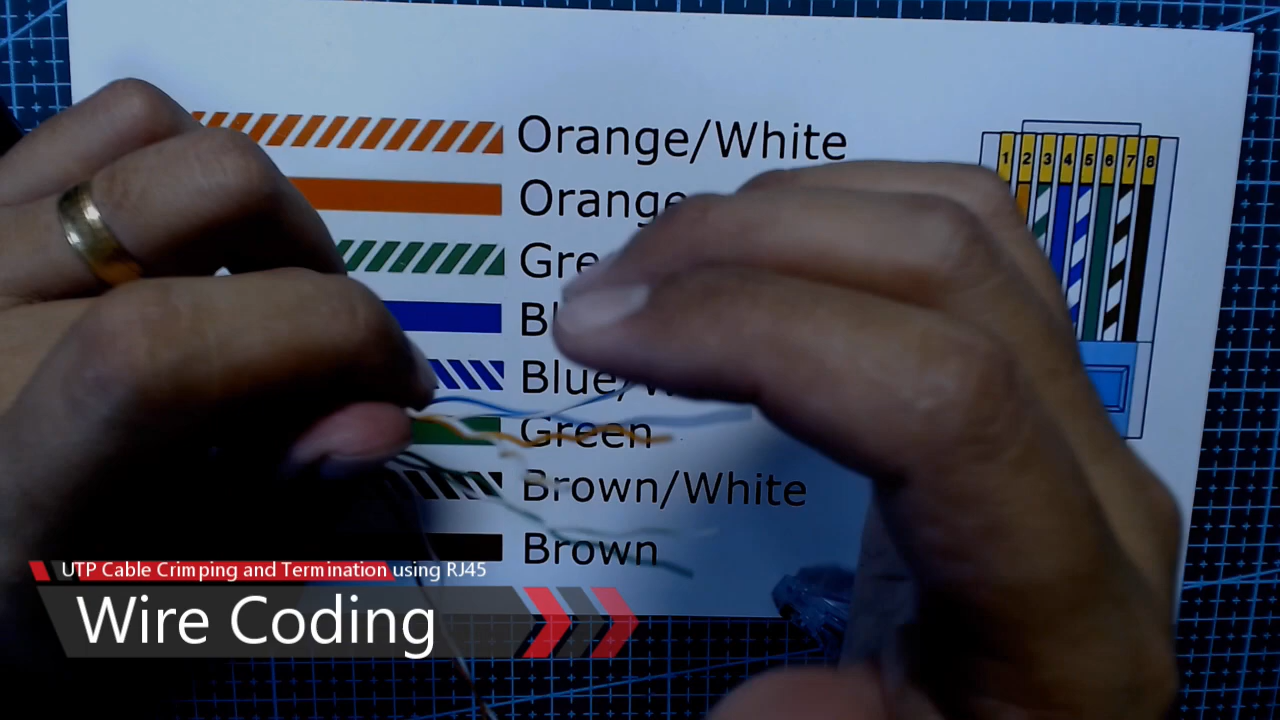 Orange/White
1 2 3 4 5 6 7 8
Orange
Gre
Bl
Blue/W
Green
Brown/White
Brown
UTP Cable Crimping and Termination using RJ45
Wire Coding